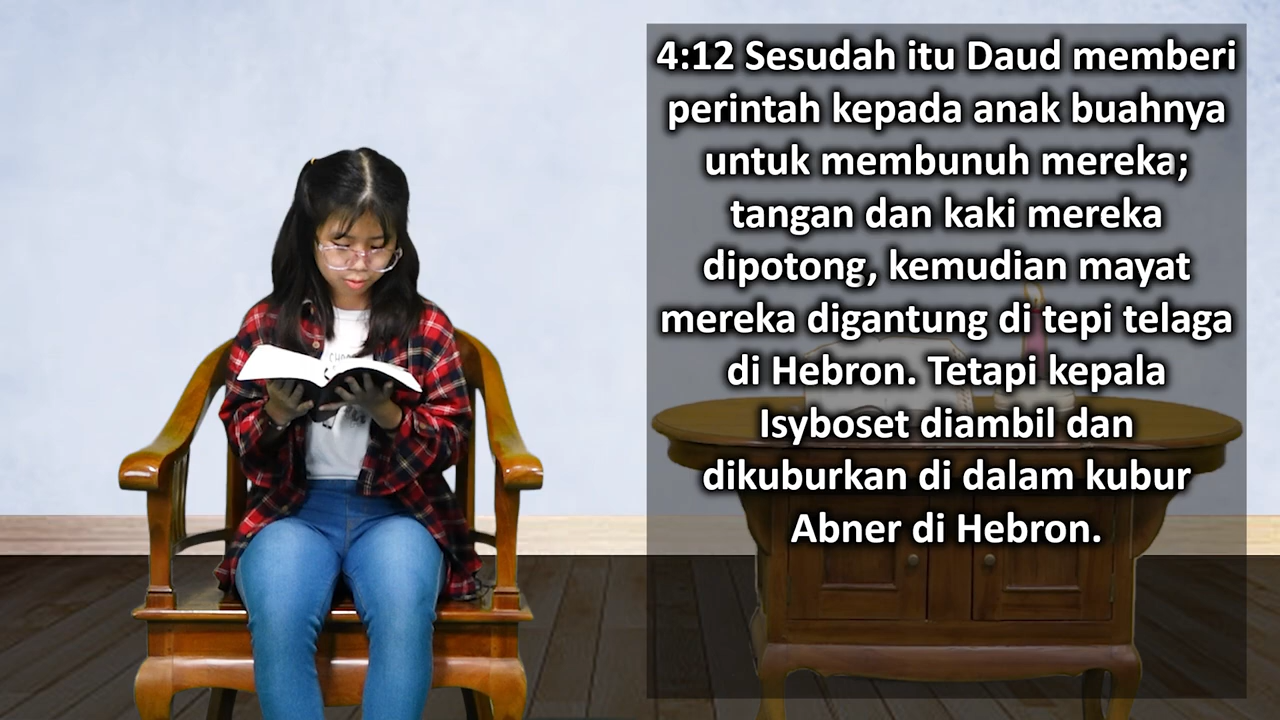 4:12 Sesudah itu Daud memberi
perintah kepada anak buahnya
untuk membunuh mereka;
tangan dan kaki mereka
dipotong, kemudian mayat
mereka digantung di tepi telaga
di Hebron. Tetapi kepala
Isyboset diambil dan
dikuburkan di dalam kubur
Abner di Hebron.